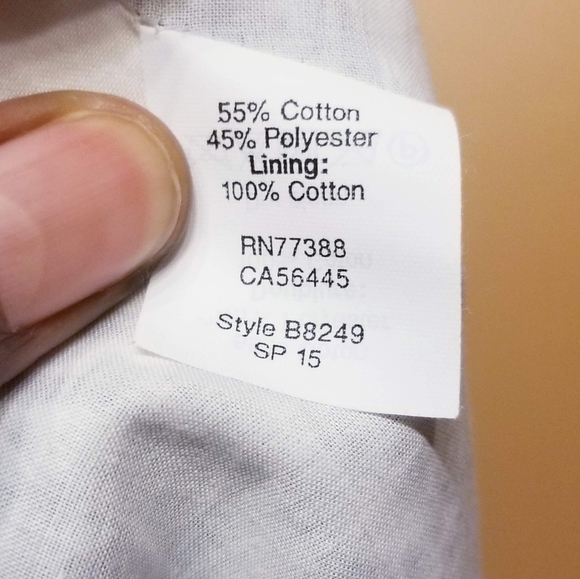 55% Cotton
45% Polyester
Lining:
100% Cotton
RN77388
CA56445
Style B8249
SP 15